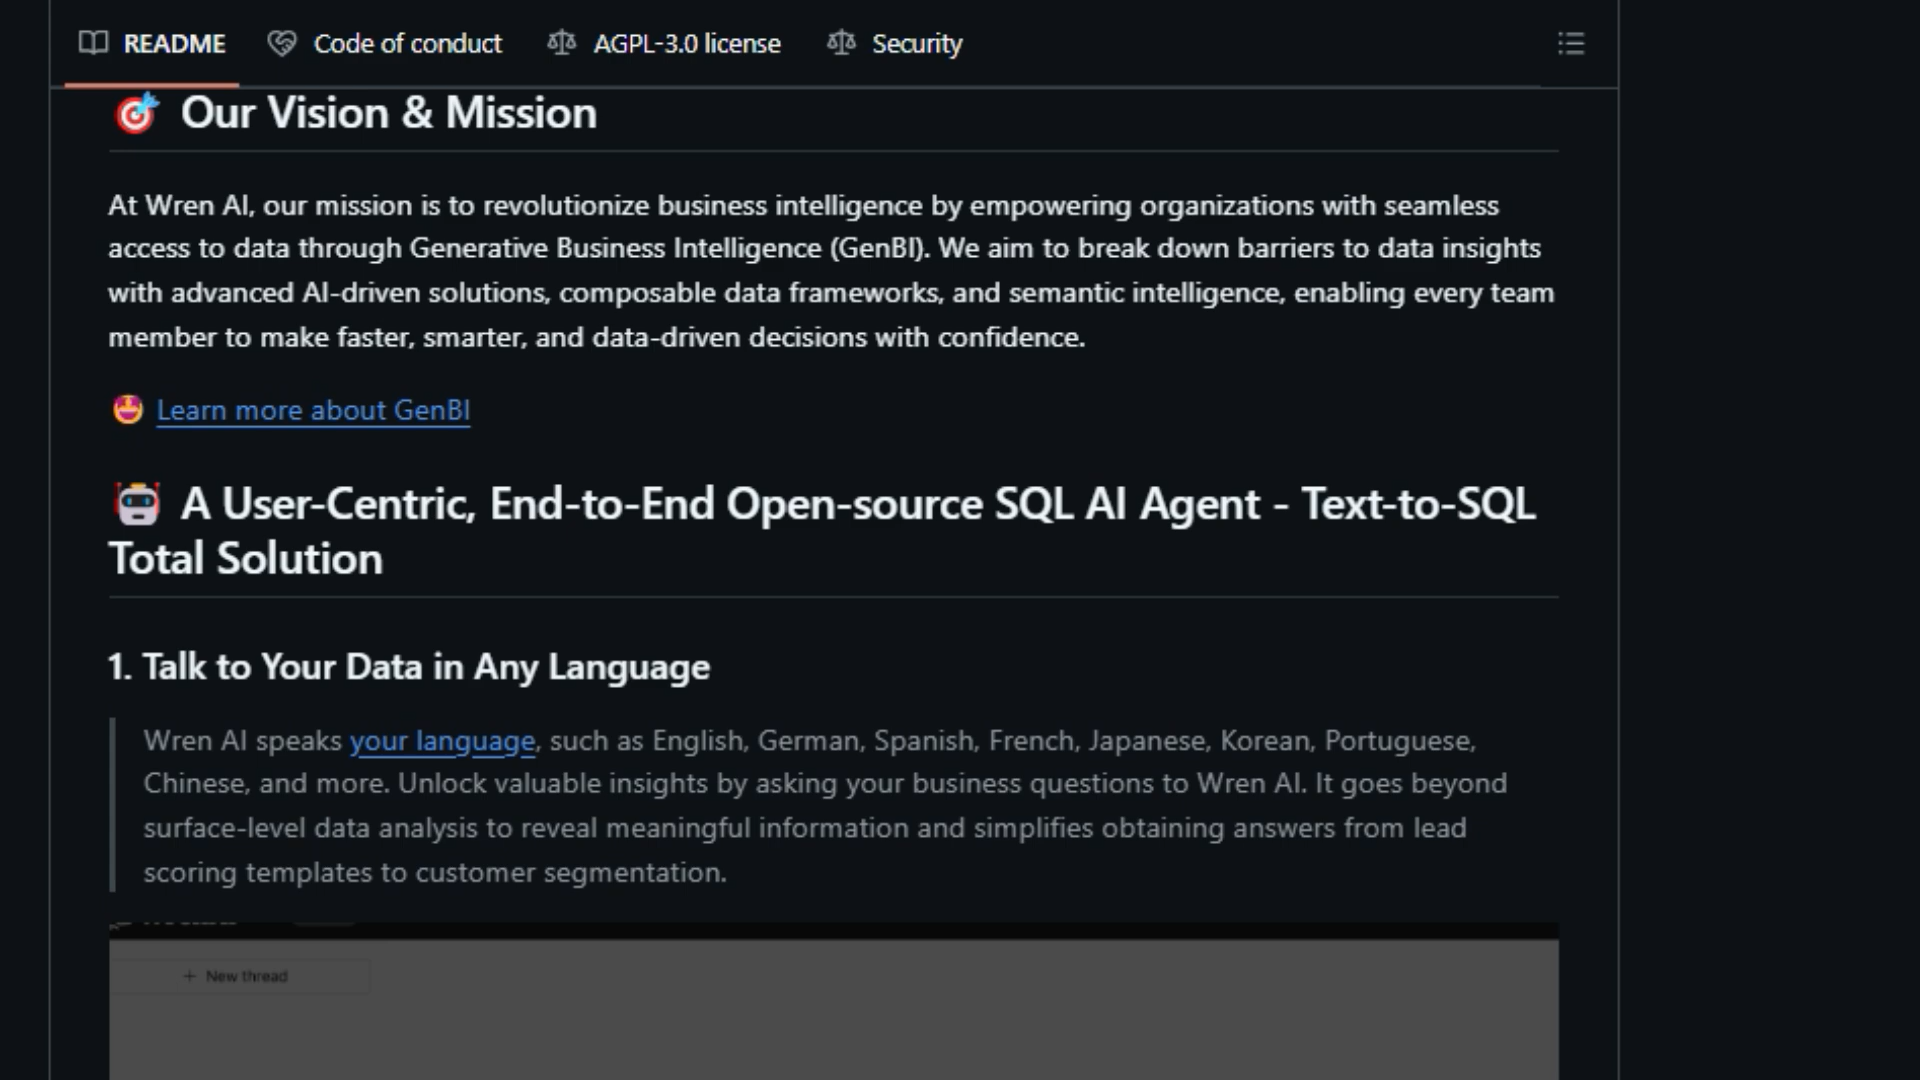 README Code of conduct AGPL-3.0 license Security
Our Vision & Mission
At Wren AI, our mission is to revolutionize business intelligence by empowering organizations with seamless
access to data through Generative Business Intelligence (GenBI). We aim to break down barriers to data insights
with advanced AI-driven solutions, composable data frameworks, and semantic intelligence, enabling every team
member to make faster, smarter, and data-driven decisions with confidence.
🤩 Learn more about GenBI
🤖 A User-Centric, End-to-End Open-source SQL AI Agent - Text-to-SQL
Total Solution
1. Talk to Your Data in Any Language
Wren AI speaks your language, such as English, German, Spanish, French, Japanese, Korean, Portuguese,
Chinese, and more. Unlock valuable insights by asking your business questions to Wren AI. It goes beyond
surface-level data analysis to reveal meaningful information and simplifies obtaining answers from lead
scoring templates to customer segmentation.
+ New thread